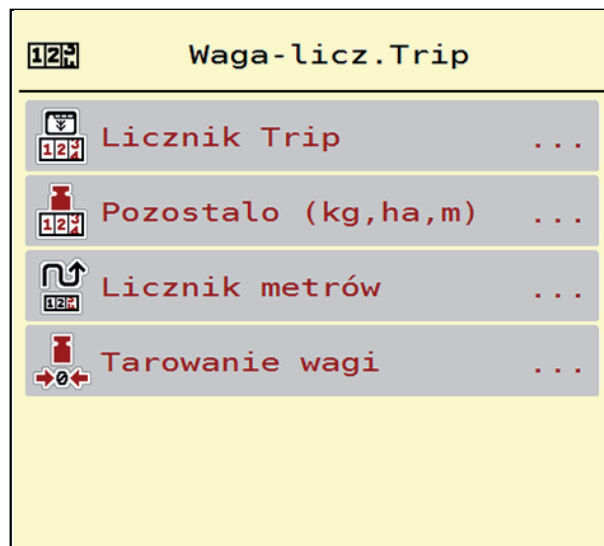 Waga-licz.Trip
Licznik Trip ...
Pozostalo (kg,ha,m) ...
Licznik metrów ...
Tarowanie wagi ...